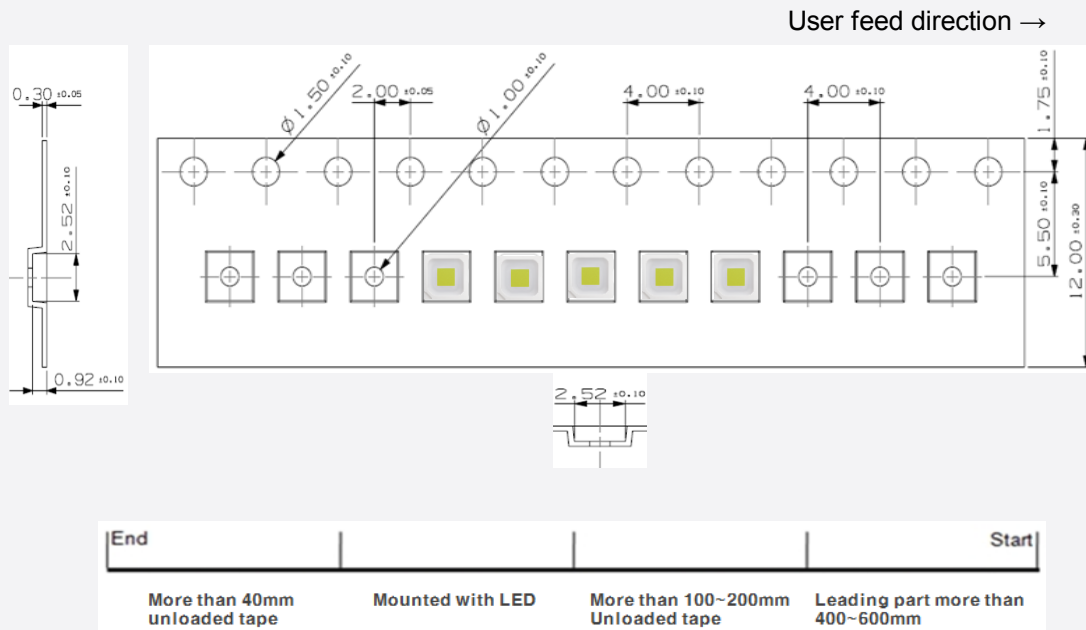 User feed direction →
0.30 ±0.05
Ø1.50 ±0.10
2.00 ±0.05
Ø1.00 ±0.10
4.00 ±0.10
4.00 ±0.10
1.75 ±0.10
2.52 ±0.10
5.50 ±0.10
12.00 ±0.30
0.92 ±0.10
2.52 ±0.10
End
Start
More than 40mm
unloaded tape
Mounted with LED
More than 100~200mm
Unloaded tape
Leading part more than
400~600mm